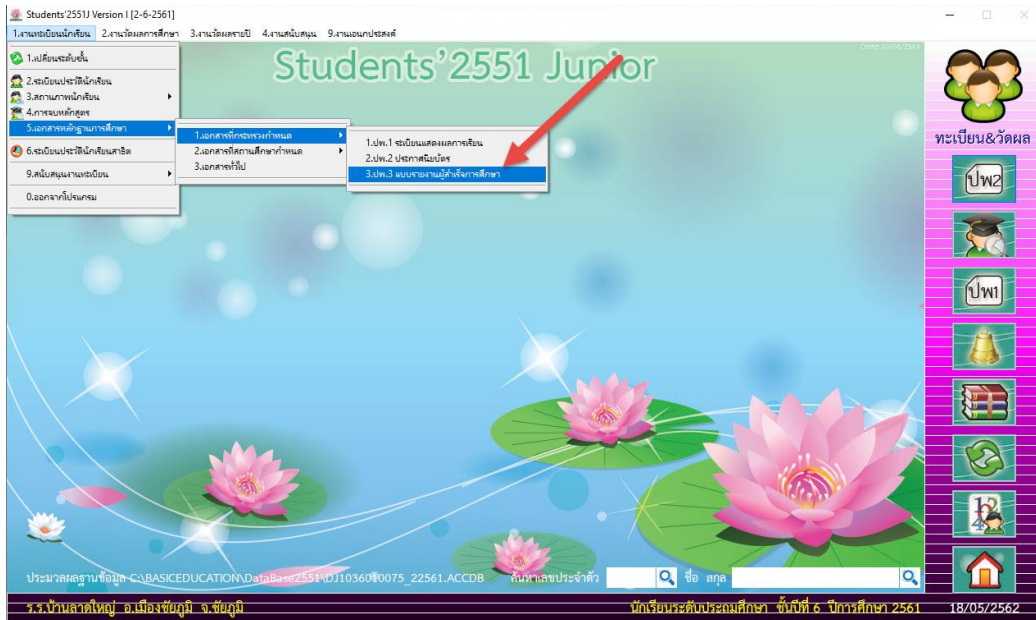 Students'2551J Version I [2-6-2561]
1.งานทะเบียนนักเรียน 2.งานวัดผลการศึกษา 3.งานวัดผลรายปี 4.งานสนับสนุน 9.งานเอนกประสงค์
Students'2551 Junior
1.เปลี่ยนระดับชั้น
2.ระเบียนประวัตินักเรียน
3.สถานภาพนักเรียน
4.การจบหลักสูตร
5.เอกสารหลักฐานการศึกษา
6.ระเบียนประวัตินักเรียนสาธิต
9.สนับสนุนงานทะเบียน
0.ออกจากโปรแกรม
1.เอกสารที่กระทรวงกำหนด
2.เอกสารที่สถานศึกษากำหนด
3.เอกสารทั่วไป
1.ปพ.1 ระเบียนแสดงผลการเรียน
2.ปพ.2 ประกาศนียบัตร
3.ปพ.3 แบบรายงานผู้สำเร็จการศึกษา
ทะเบียน&วัดผล
ปพ2
ปพ1
ประมวลผลฐานข้อมูล C:\BASICEDUCATION\DataBase2551\DJ1036010075_22561.ACCDB ค้นหาเลขประจำตัว ชื่อ สกุล
ร.ร.บ้านลาดใหญ่ อ.เมืองชัยภูมิ จ.ชัยภูมิ นักเรียนระดับประถมศึกษา ชั้นปีที่ 6 ปีการศึกษา 2561 18/05/2562